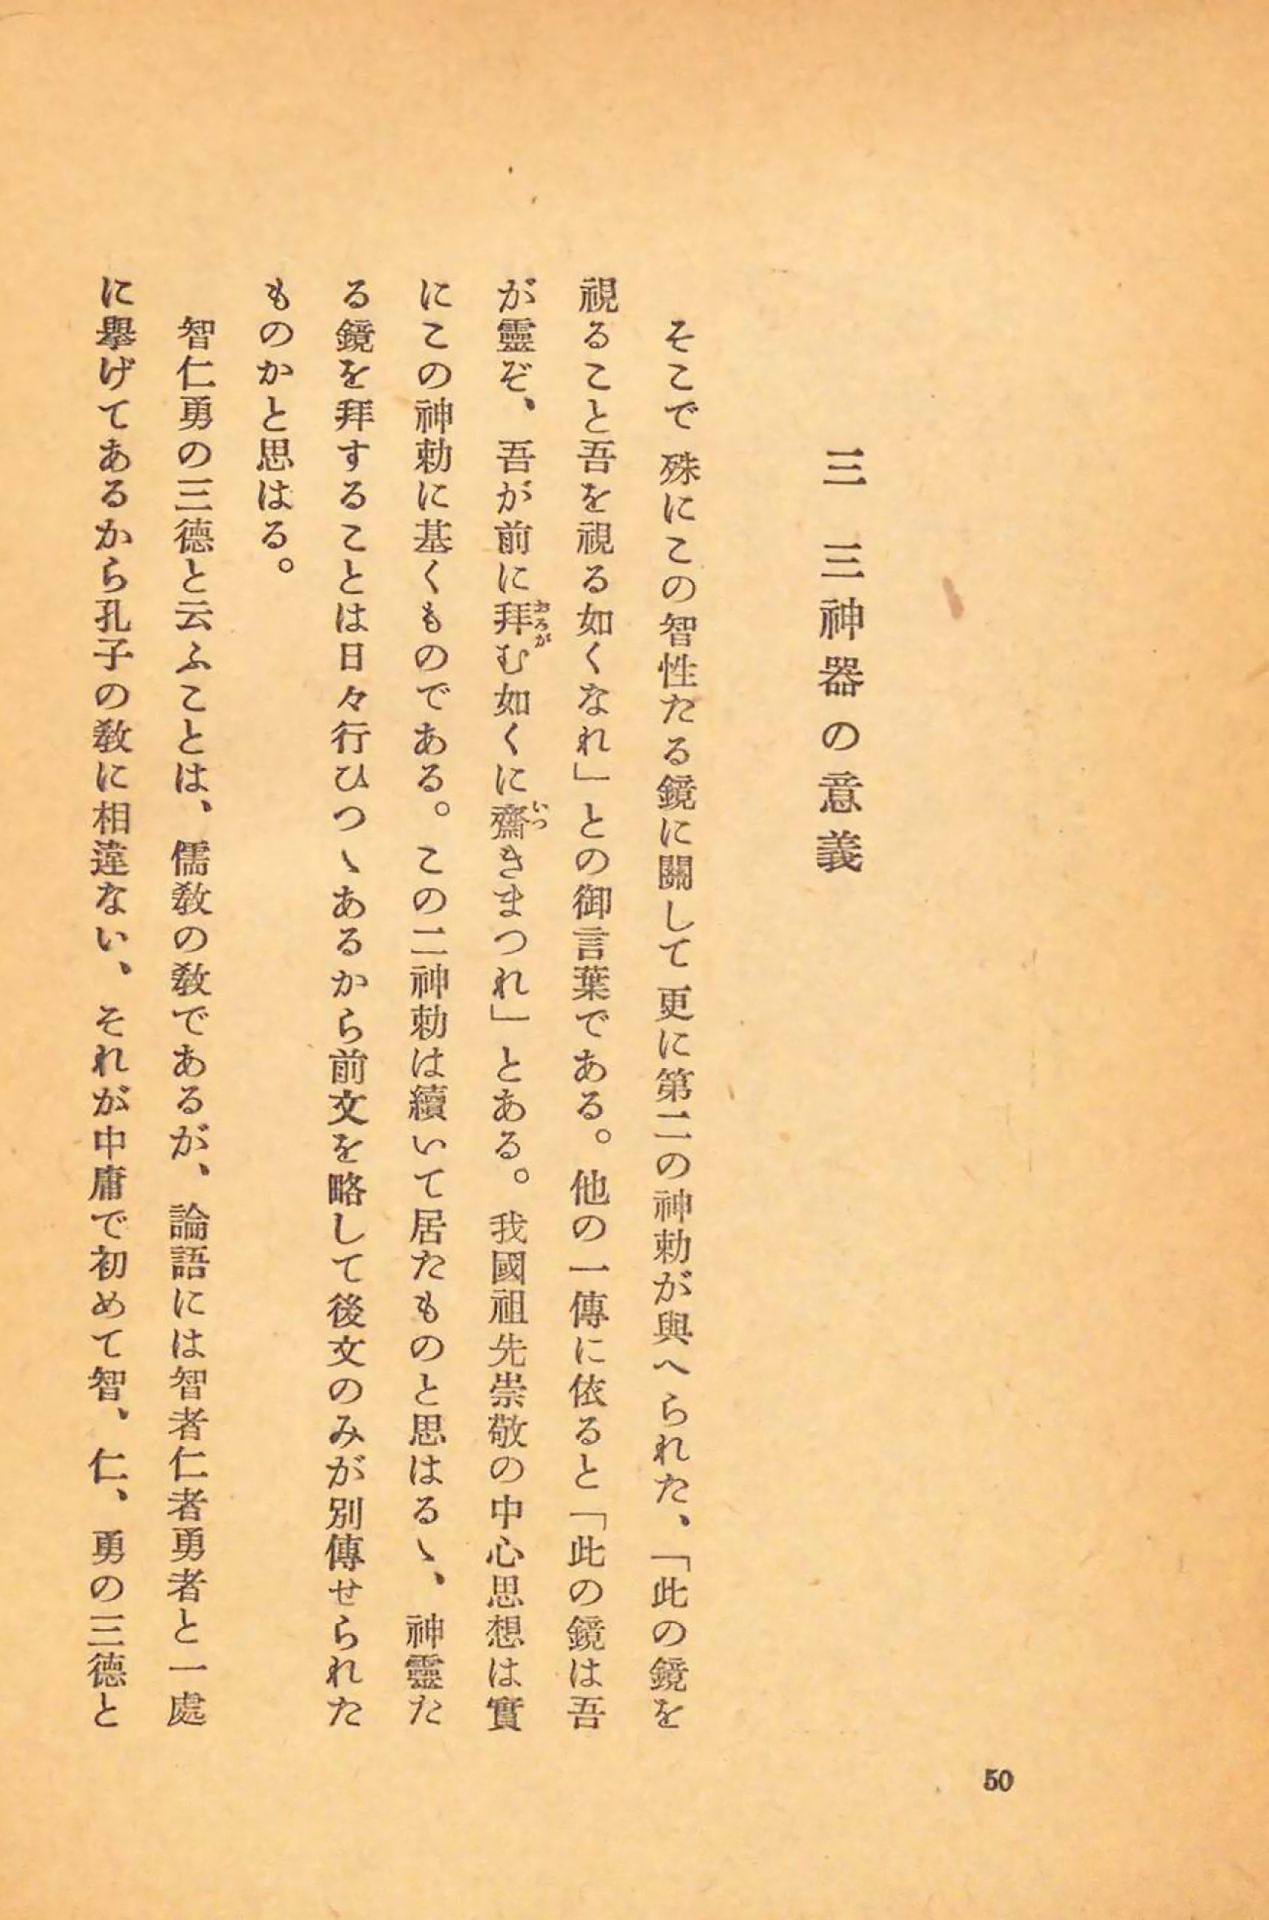 三　三神器の意義
そこで殊にこの智性たる鏡に關して更に第二の神勅が與へられた、「此の鏡を
視ること吾を視る如くなれ」との御言葉である。他の一傳に依ると「此の鏡は吾
が靈ぞ、吾が前に拜む如くに齋きまつれ」とある。我國祖先崇敬の中心思想は實
おろが
いつ
にこの神勅に基くものである。この二神勅は續いて居たものと思はるゝ、神靈た
る鏡を拜することは日々行ひつゝあるから前文を略して後文のみが別傳せられた
ものかと思はる。
智仁勇の三德と云ふことは、儒敎の敎であるが、論語には智者仁者勇者と一處
に擧げてあるから孔子の敎に相違ない、それが中庸で初めて智、仁、勇の三德と
50